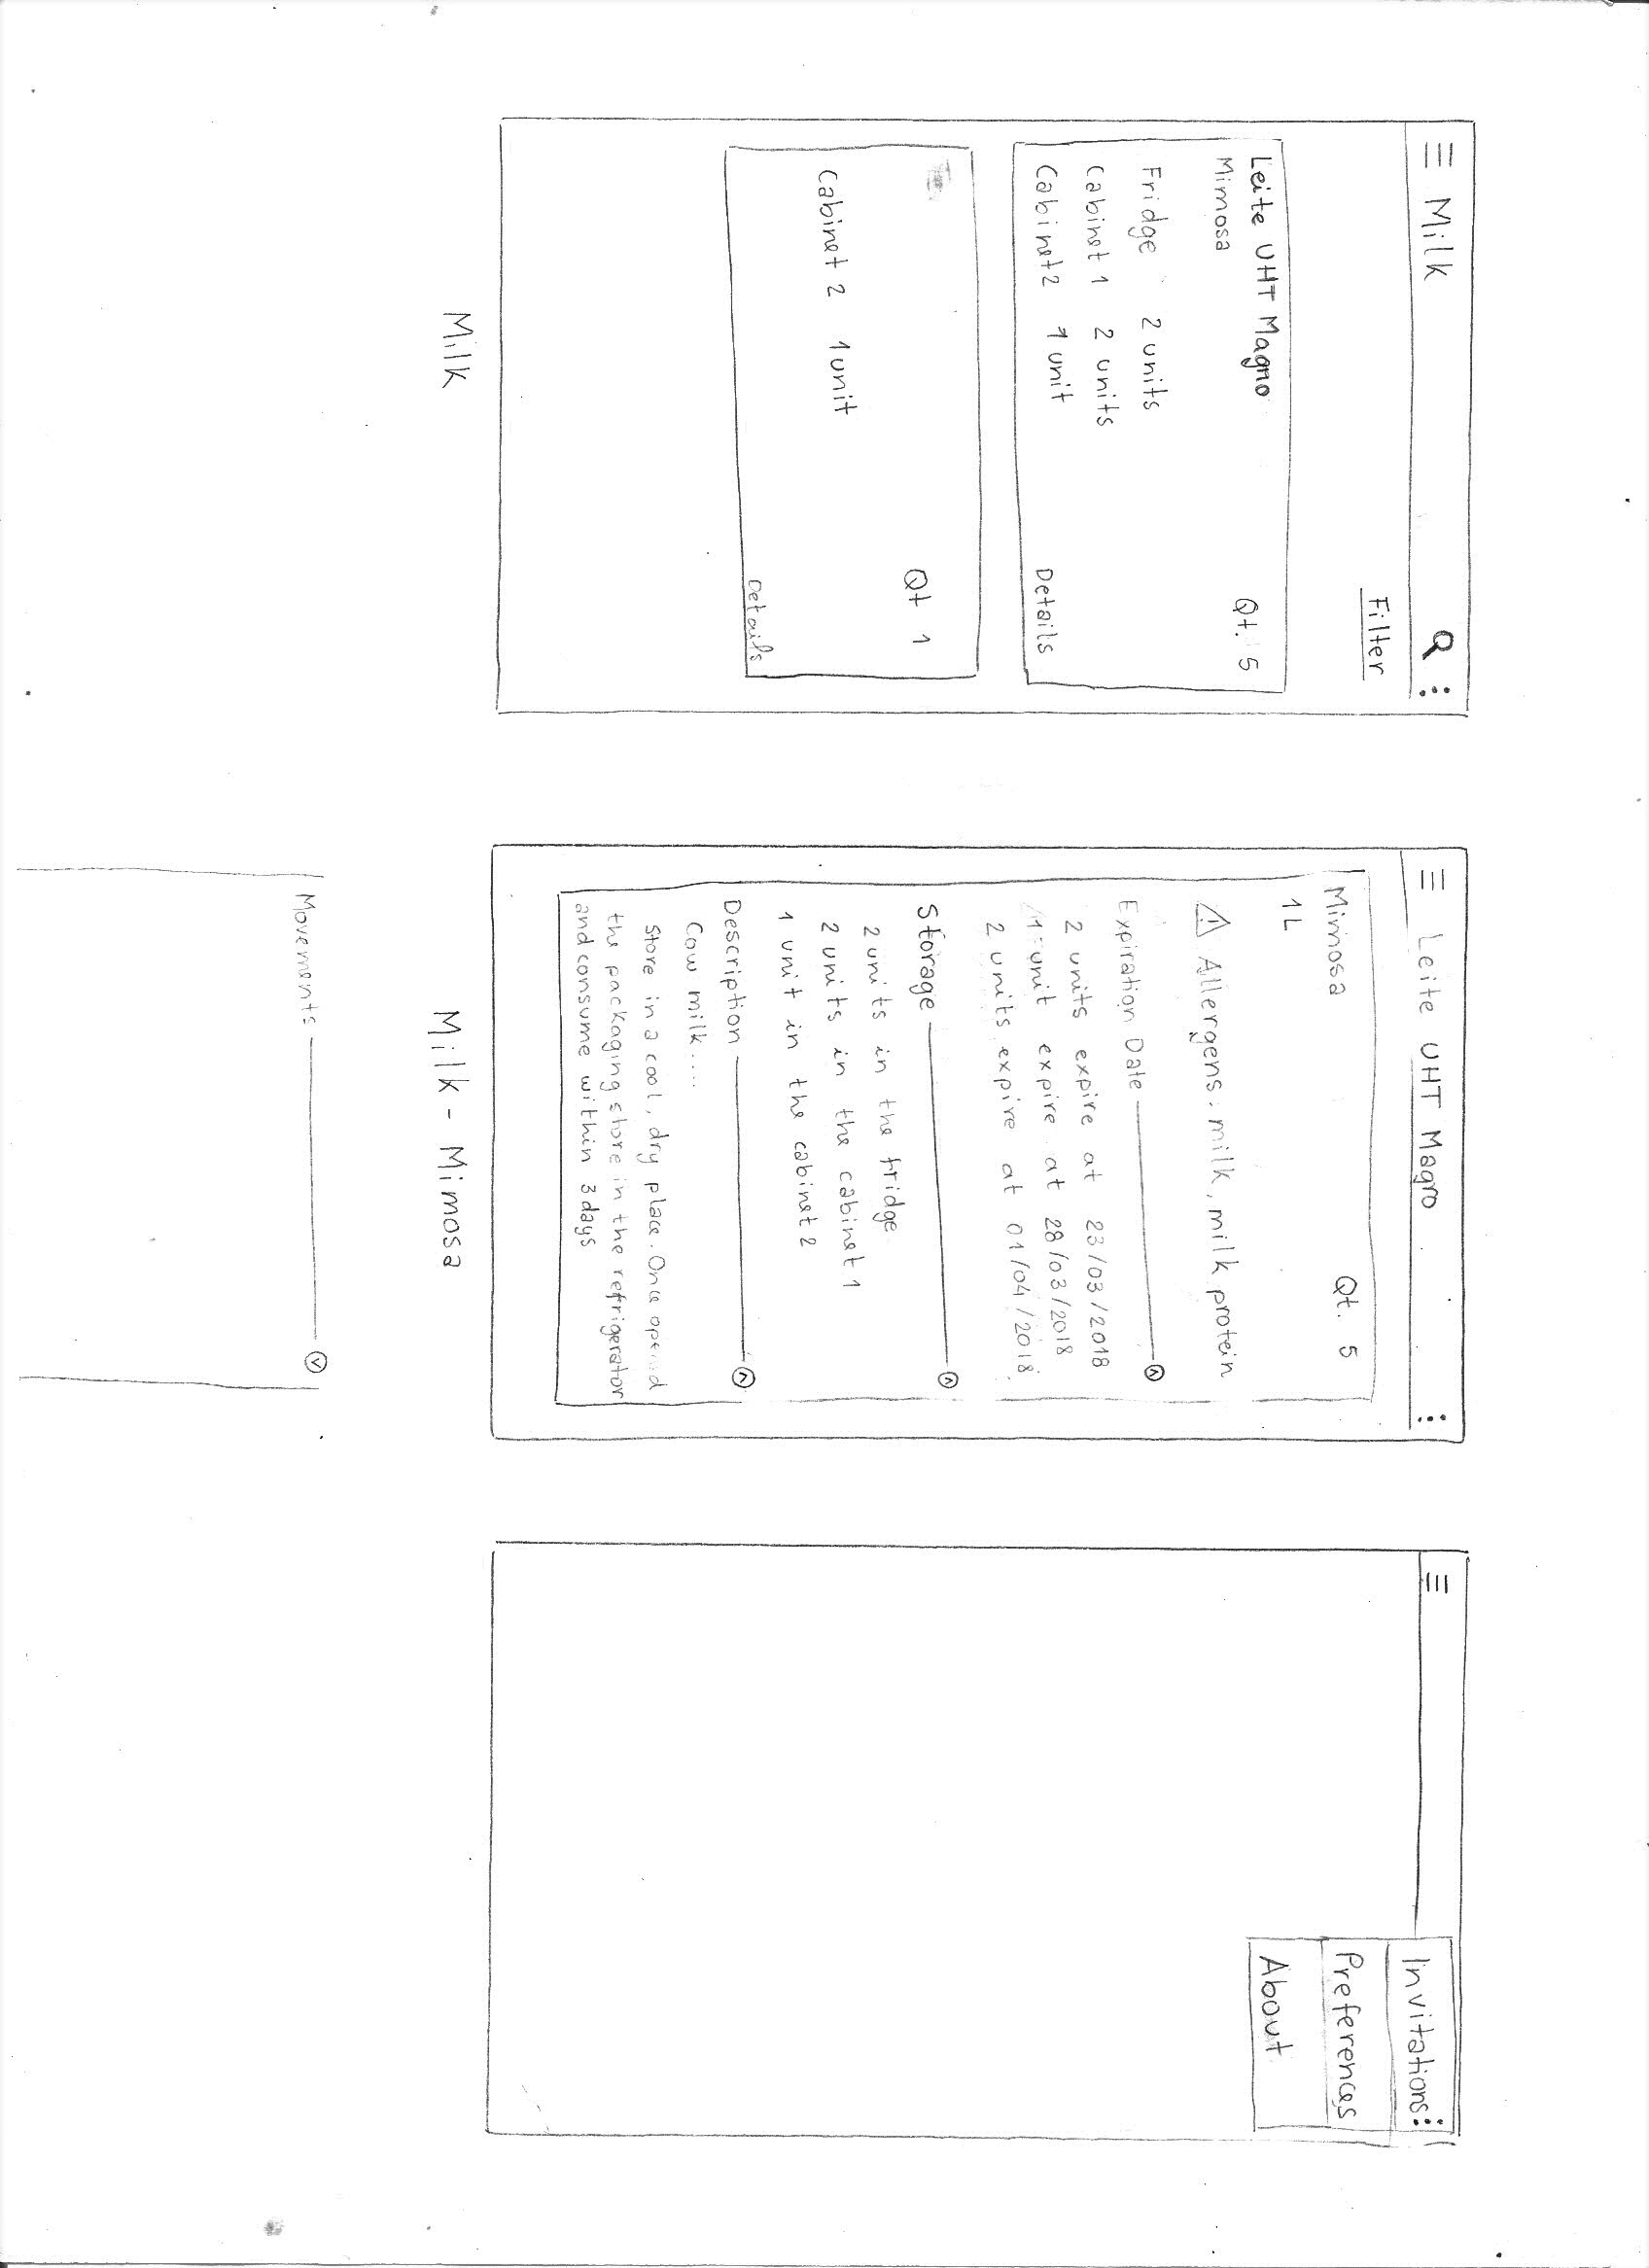 Milk
Filter
Leite UHT Magro
Qt. 5
Mimosa
Fridge 2 units
Cabinet 1 2 units
Cabinet 2 1 unit
Details
Qt 1
Cabinet 2 1 unit
Details
Milk
Leite UHT Magro
Mimosa Qt. 5
1 L
Allergens: milk, milk protein
Expiration Date
2 units expire at 23/03/2018
1 unit expire at 28/03/2018
2 units expire at 01/04/2018
Storage
2 units in the fridge
2 units in the cabinet 1
1 unit in the cabinet 2
Description
Cow milk....
Store in a cool, dry place. Once opened
the packaging store in the refrigerator
and consume within 3 days
Milk - Mimosa
Movements
Invitations
Preferences
About